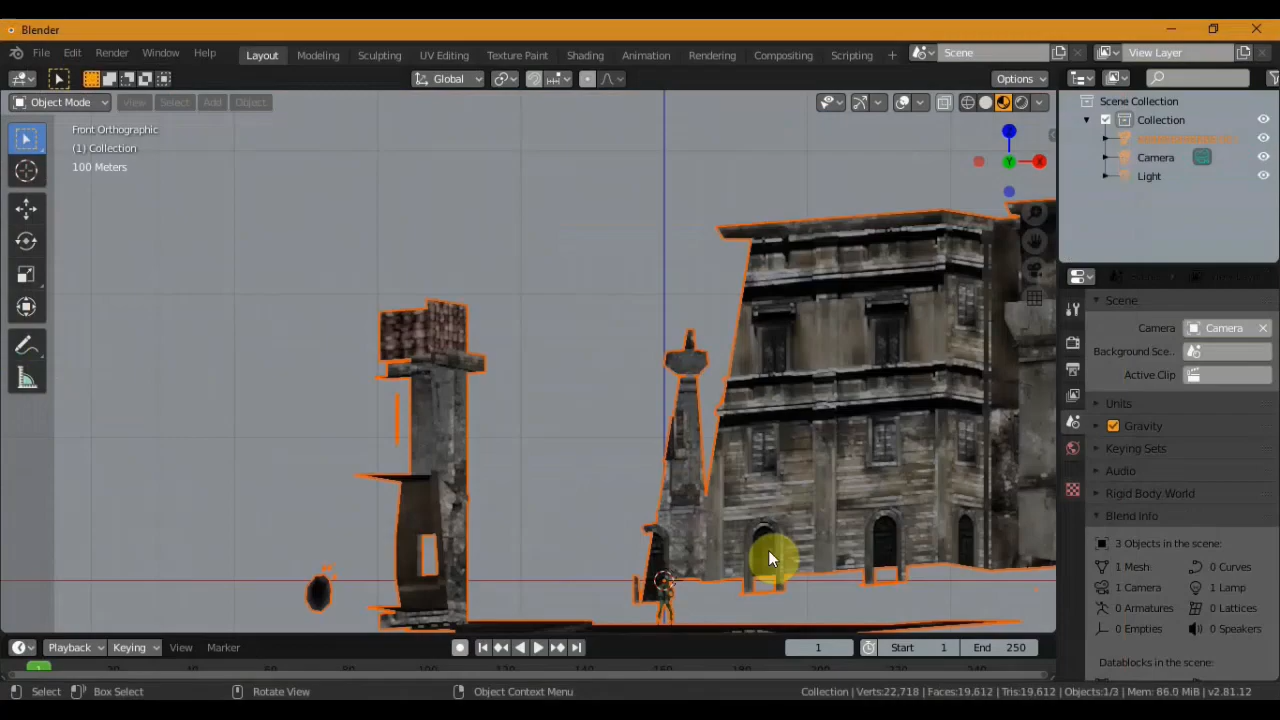 Blender
File Edit Render Window Help
Layout Modeling Sculpting UV Editing Texture Paint Shading Animation Rendering Compositing Scripting +
Scene
View Layer
Global
Options
Object Mode
View Select Add Object
Front Orthographic
(1) Collection
100 Meters
Scene Collection
Collection
Camera
Light
Scene
Camera Camera
Background Sce..
Active Clip
Units
Gravity
Keying Sets
Audio
Rigid Body World
Blend Info
3 Objects in the scene:
1 Mesh: 0 Curves
1 Camera 1 Lamp
0 Armatures 0 Lattices
0 Empties 0 Speakers
Datablocks in the scene:
Playback Keying View Marker
1
Start 1
End 250
Select Box Select Rotate View Object Context Menu
Collection | Verts:22,718 | Faces:19,612 | Tris:19,612 | Objects:1/3 | Mem: 86.0 MiB | v2.81.12